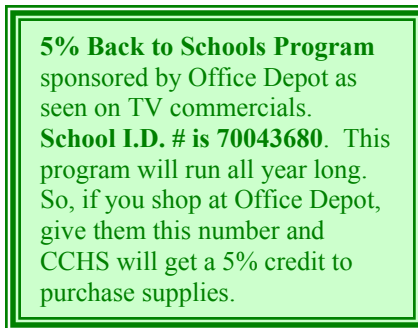 5% Back to Schools Program
sponsored by Office Depot as
seen on TV commercials.
School I.D. # is 70043680.  This
program will run all year long.
So, if you shop at Office Depot,
give them this number and
CCHS will get a 5% credit to
purchase supplies.